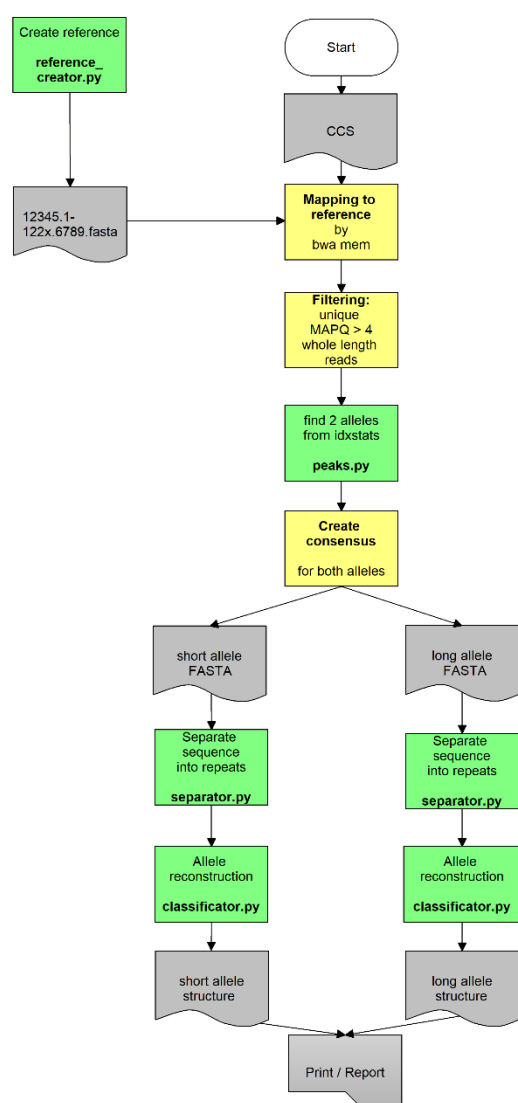 Create reference
reference_
creator.py
Start
CCS
12345.1-
122x.6789.fasta
Mapping to
reference
by
bwa mem
Filtering:
unique
MAPQ > 4
whole length
reads
find 2 alleles
from idxstats
peaks.py
Create
consensus
for both alleles
short allele
FASTA
long allele
FASTA
Separate
sequence
into repeats
separator.py
Separate
sequence
into repeats
separator.py
Allele
reconstruction
classificator.py
Allele
reconstruction
classificator.py
short allele
structure
long allele
structure
Print / Report